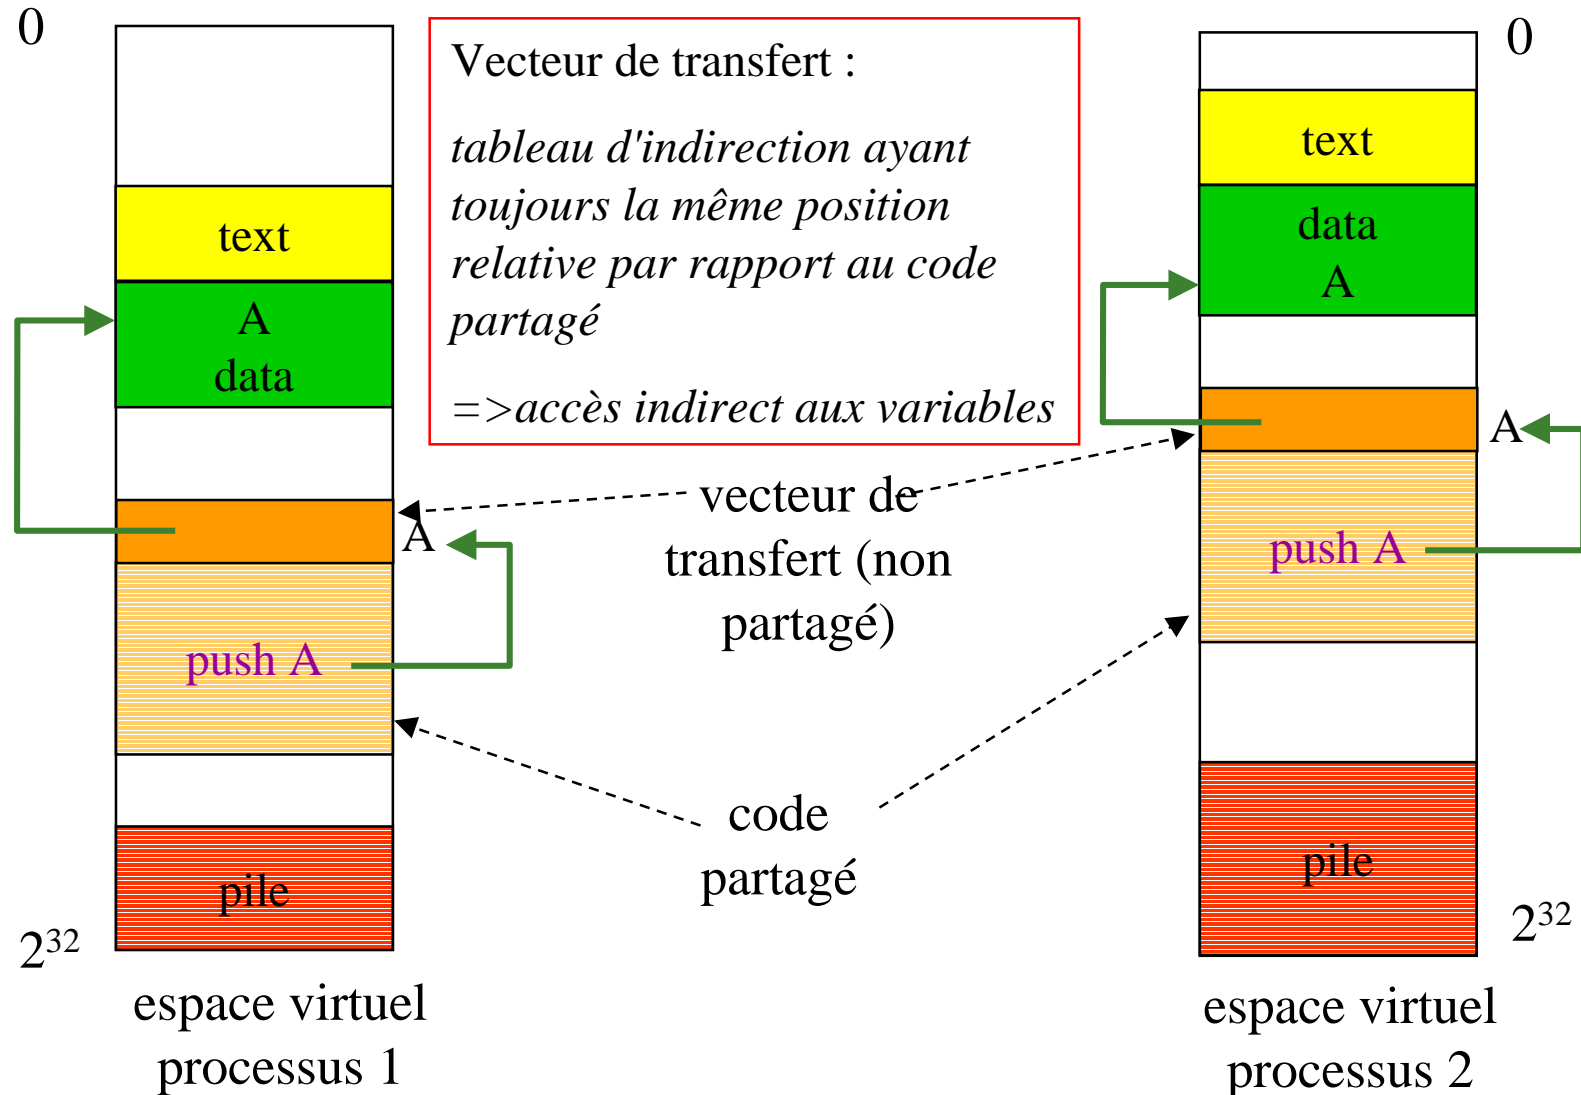 0
text
A
data
A
push A
pile
2³²
espace virtuel
processus 1
Vecteur de transfert :
tableau d'indirection ayant
toujours la même position
relative par rapport au code
partagé
=>accès indirect aux variables
vecteur de
transfert (non
partagé)
code
partagé
0
text
data
A
A
push A
pile
2³²
espace virtuel
processus 2